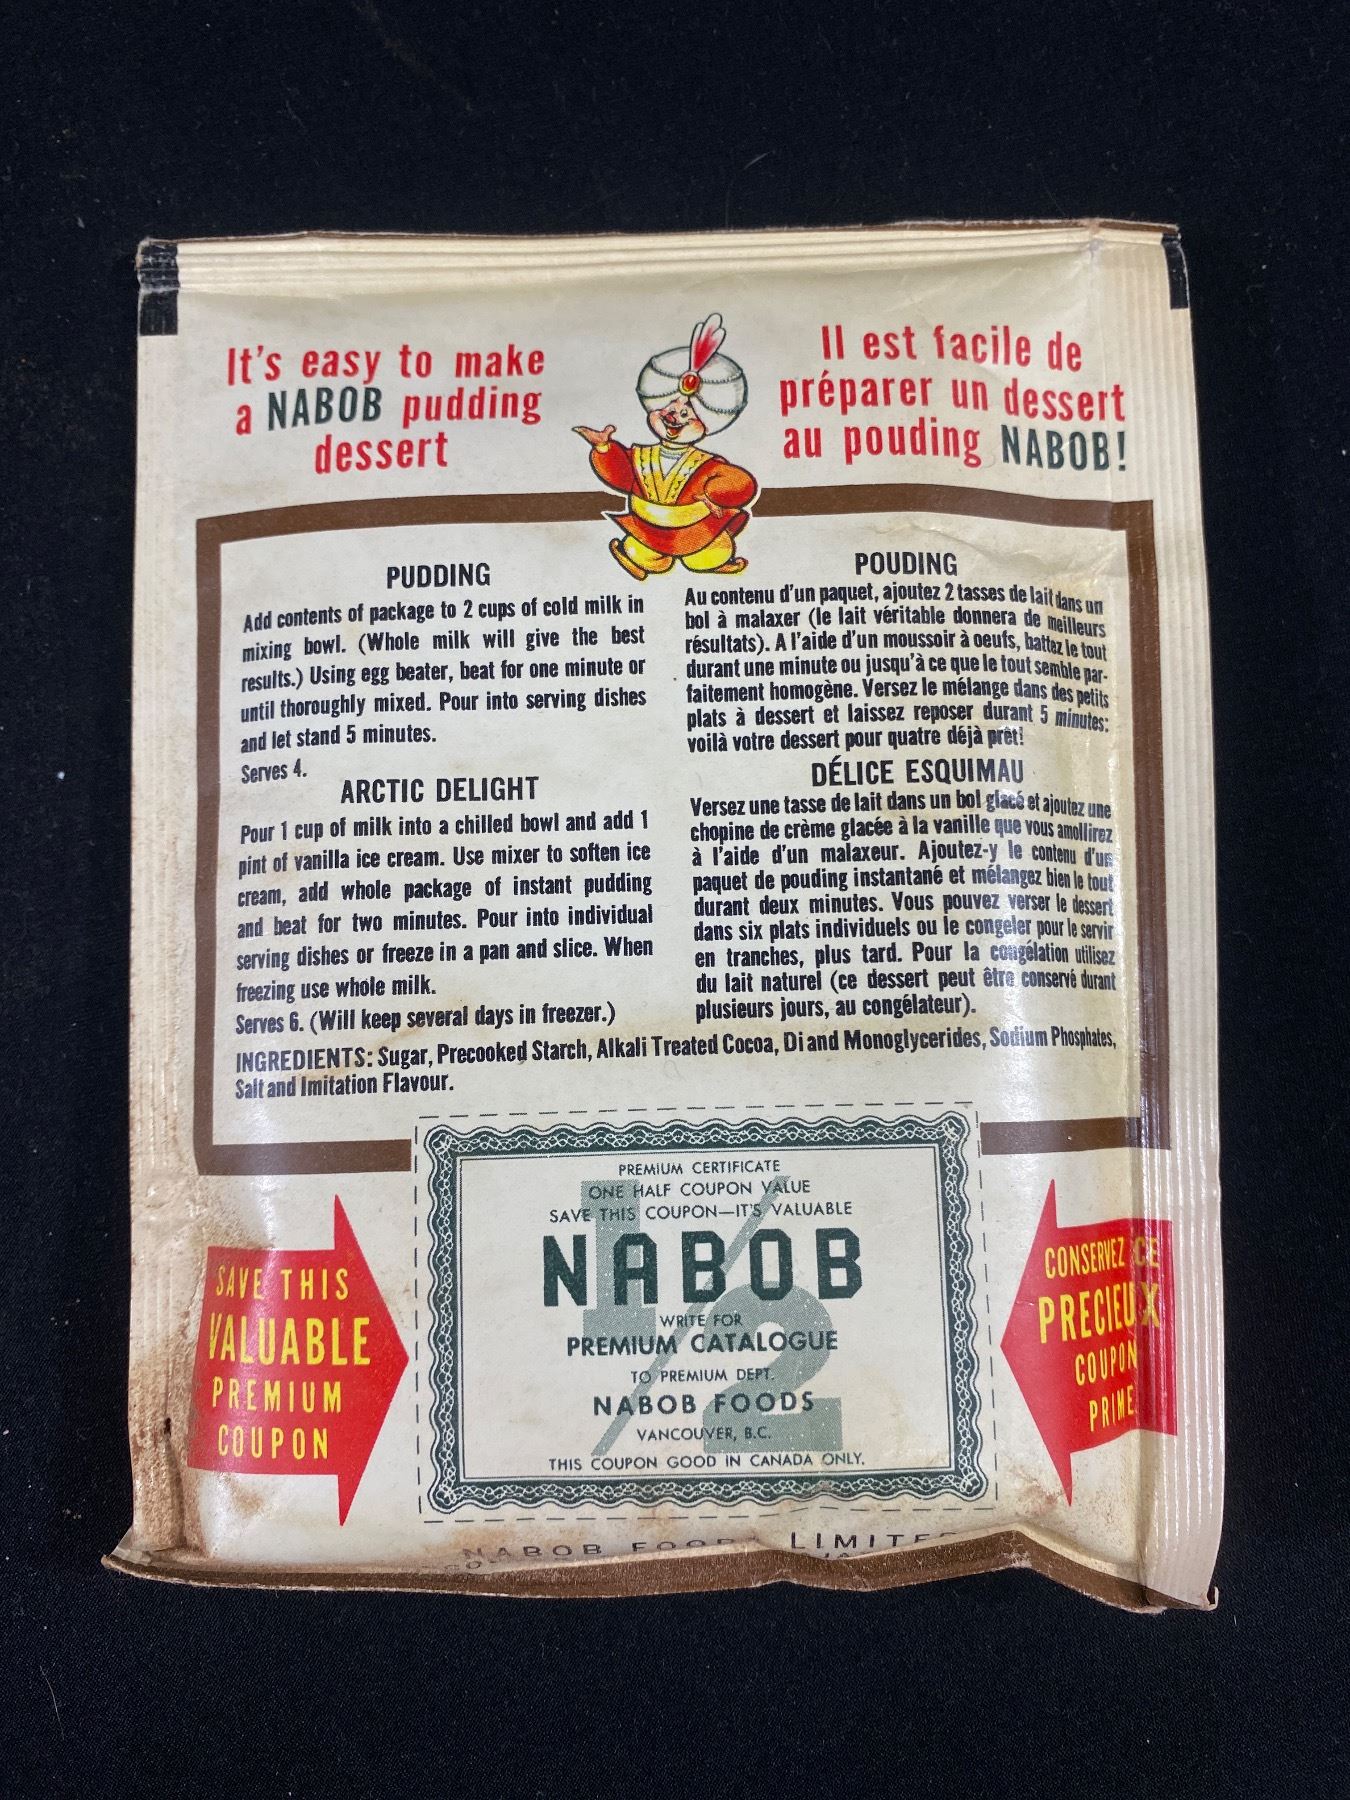 It's easy to make
a NABOB pudding
dessert
Il est facile de
préparer un dessert
au pouding NABOB!
PUDDING
Add contents of package to 2 cups of cold milk in
mixing bowl. (Whole milk will give the best
results.) Using egg beater, beat for one minute or
until thoroughly mixed. Pour into serving dishes
and let stand 5 minutes.
Serves 4.
ARCTIC DELIGHT
Pour 1 cup of milk into a chilled bowl and add 1
pint of vanilla ice cream. Use mixer to soften ice
cream, add whole package of instant pudding
and beat for two minutes. Pour into individual
serving dishes or freeze in a pan and slice. When
freezing use whole milk.
Serves 6. (Will keep several days in freezer.)
POUDING
Au contenu d'un paquet, ajoutez 2 tasses de lait dans un
bol à malaxer (le lait véritable donnera de meilleurs
résultats). A l'aide d'un moussoir à oeufs, battez le tout
durant une minute ou jusqu'à ce que le tout semble par-
faitement homogène. Versez le mélange dans des petits
plats à dessert et laissez reposer durant 5 minutes:
voilà votre dessert pour quatre déjà prêt!
DÉLICE ESQUIMAU
Versez une tasse de lait dans un bol glacé et ajoutez une
chopine de crème glacée à la vanille que vous amollirez
à l'aide d'un malaxeur. Ajoutez-y le contenu d'un
paquet de pouding instantané et mélangez bien le tout
durant deux minutes. Vous pouvez verser le dessert
dans six plats individuels ou le congeler pour le servir
en tranches, plus tard. Pour la congélation utilisez
du lait naturel (ce dessert peut être conservé durant
plusieurs jours, au congélateur).
INGREDIENTS: Sugar, Precooked Starch, Alkali Treated Cocoa, Di and Monoglycerides, Sodium Phosphates,
Salt and Imitation Flavour.
SAVE THIS
VALUABLE
PREMIUM
COUPON
1/2
PREMIUM CERTIFICATE
ONE HALF COUPON VALUE
SAVE THIS COUPON—IT'S VALUABLE
NABOB
WRITE FOR
PREMIUM CATALOGUE
TO PREMIUM DEPT.
NABOB FOODS
VANCOUVER, B.C.
THIS COUPON GOOD IN CANADA ONLY.
CONSERVEZ CE
PRECIEUX
COUPON
PRIME
NABOB FOODS LIMITED